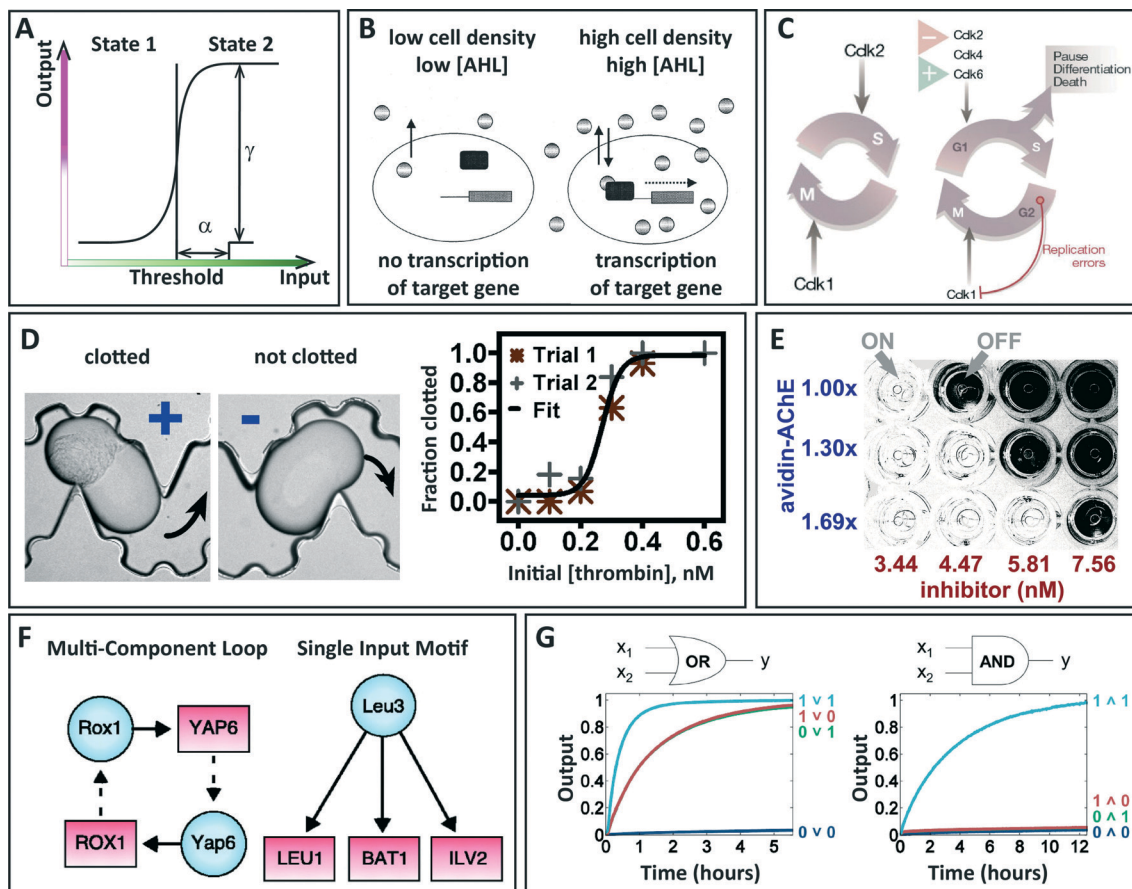 A
State 1 State 2
Output
γ
α
Threshold Input
B
low cell density
low [AHL]
high cell density
high [AHL]
no transcription
of target gene
transcription
of target gene
C
Cdk2
S
M
Cdk1
−
+
Cdk2
Cdk4
Cdk6
Pause
Differentiation
Death
G1
S
M
G2
Replication
errors
Cdk1
D
clotted
not clotted
+
-
Fraction clotted
1.0
0.8
0.6
0.4
0.2
0.0
Trial 1
Trial 2
Fit
0.0 0.2 0.4 0.6
Initial [thrombin], nM
E
ON OFF
avidin-AChE
1.00x
1.30x
1.69x
3.44 4.47 5.81 7.56
inhibitor (nM)
F
Multi-Component Loop
Rox1
YAP6
ROX1
Yap6
Single Input Motif
Leu3
LEU1 BAT1 ILV2
G
x1
x2
OR
y
Output
1
0.8
0.6
0.4
0.2
0
1 ∨ 1
1 ∨ 0
0 ∨ 1
0 ∨ 0
0 1 2 3 4 5
Time (hours)
x1
x2
AND
y
Output
1
0.8
0.6
0.4
0.2
0
1 ∧ 1
1 ∧ 0
0 ∧ 1
0 ∧ 0
0 2 4 6 8 10 12
Time (hours)